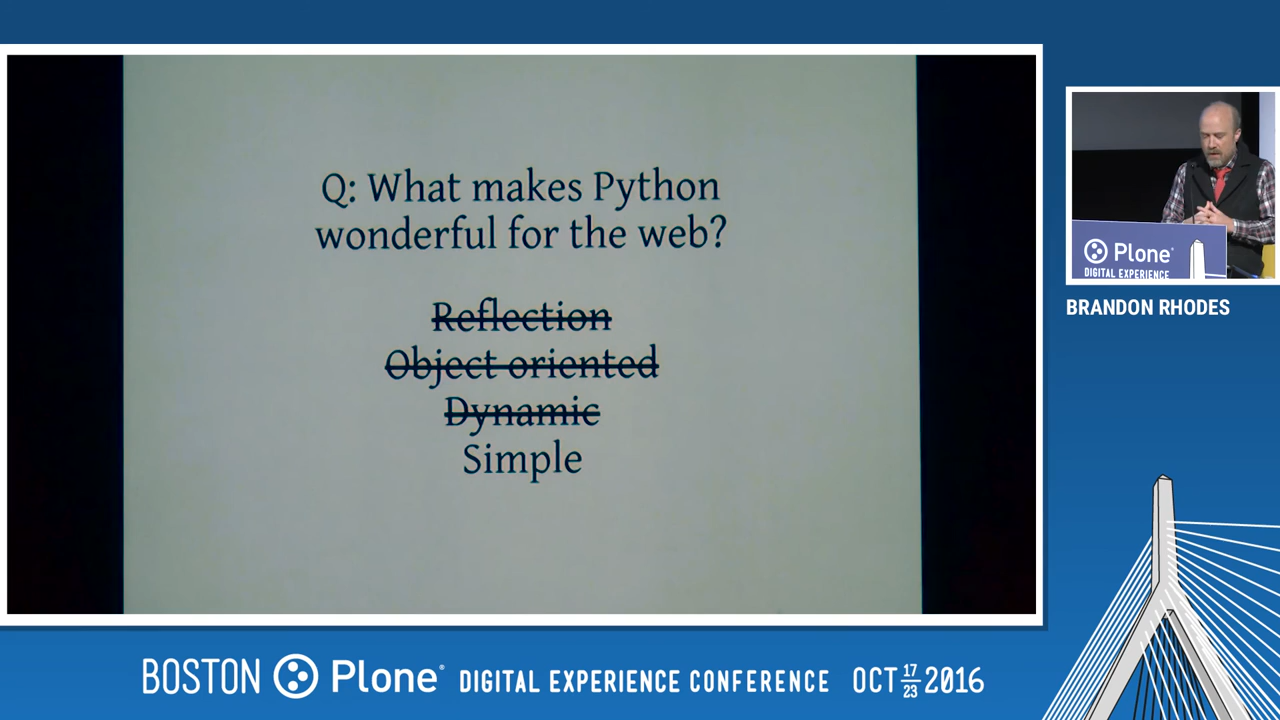 Q: What makes Python
wonderful for the web?
Reflection
Object-oriented
Dynamic
Simple
Plone
DIGITAL EXPERIENCE
BRANDON RHODES
BOSTON Plone DIGITAL EXPERIENCE CONFERENCE OCT 17 23 2016